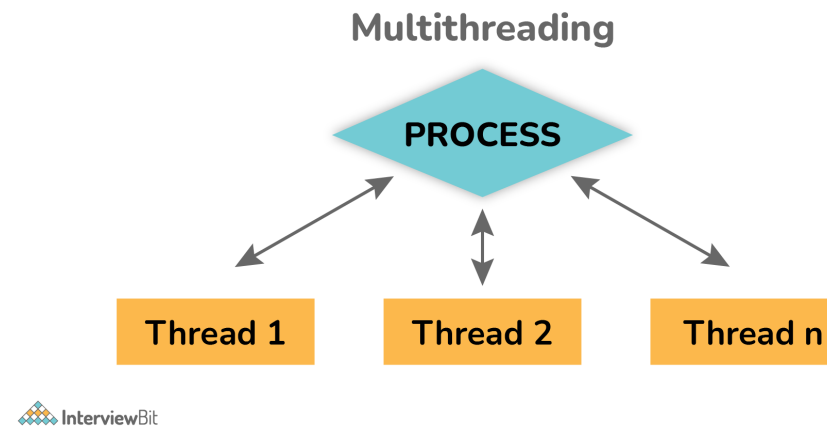 Multithreading
PROCESS
Thread 1
Thread 2
Thread n
InterviewBit